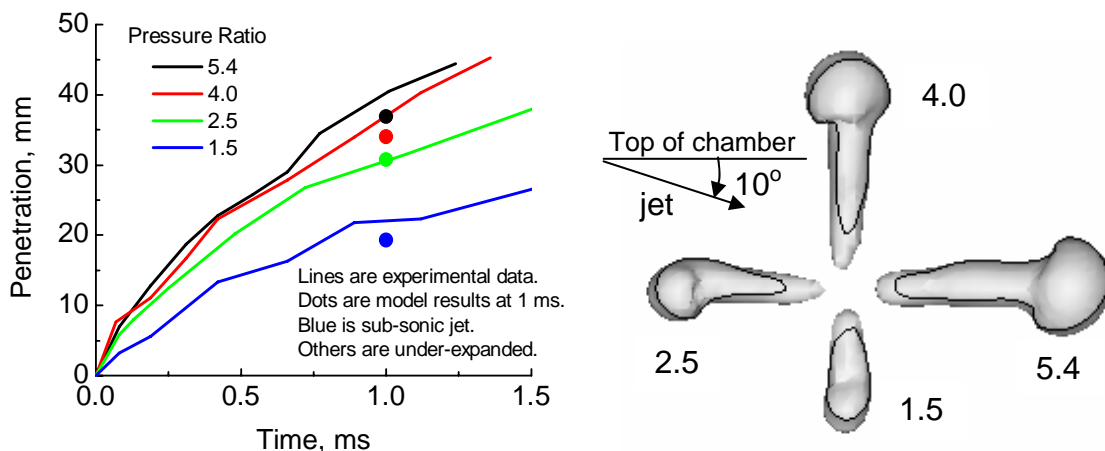 50
40
30
20
10
0
Penetration, mm
Pressure Ratio
5.4
4.0
2.5
1.5
Lines are experimental data.
Dots are model results at 1 ms.
Blue is sub-sonic jet.
Others are under-expanded.
0.0
0.5
1.0
1.5
Time, ms
4.0
Top of chamber
10°
jet
2.5
5.4
1.5